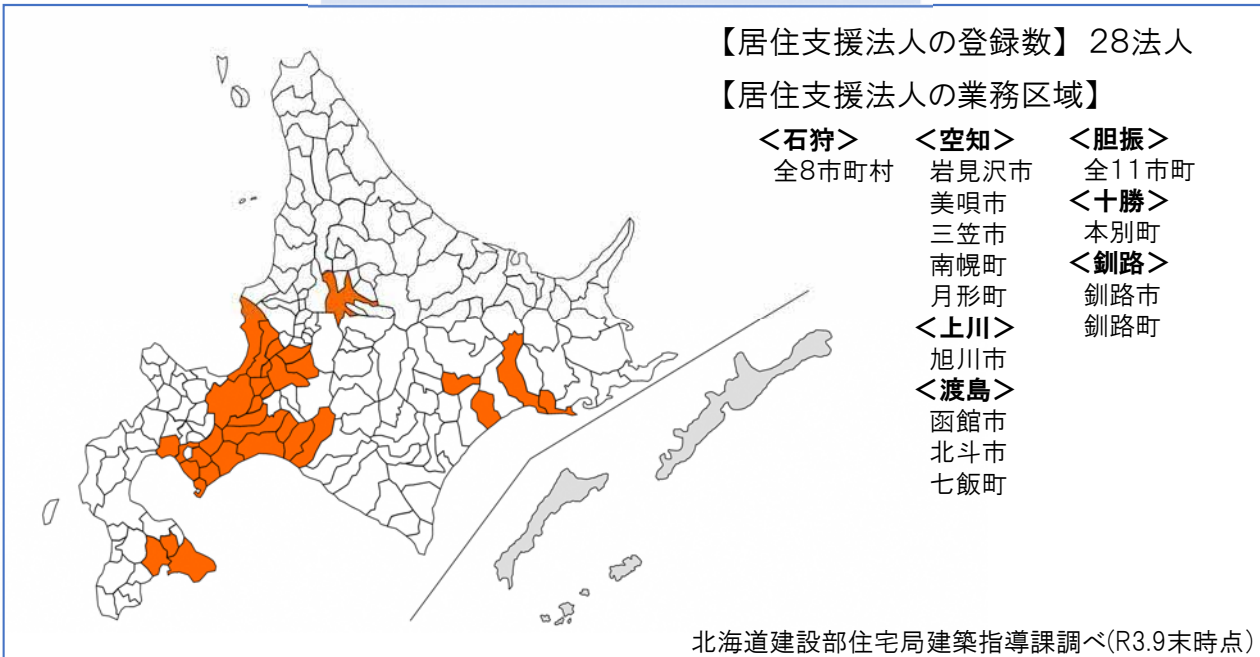 【居住支援法人の登録数】 28法人
【居住支援法人の業務区域】
＜石狩＞
全8市町村
＜空知＞
岩見沢市
美唄市
三笠市
南幌町
月形町
＜上川＞
旭川市
＜渡島＞
函館市
北斗市
七飯町
＜胆振＞
全11市町
＜十勝＞
本別町
＜釧路＞
釧路市
釧路町
北海道建設部住宅局建築指導課調べ(R3.9末時点)